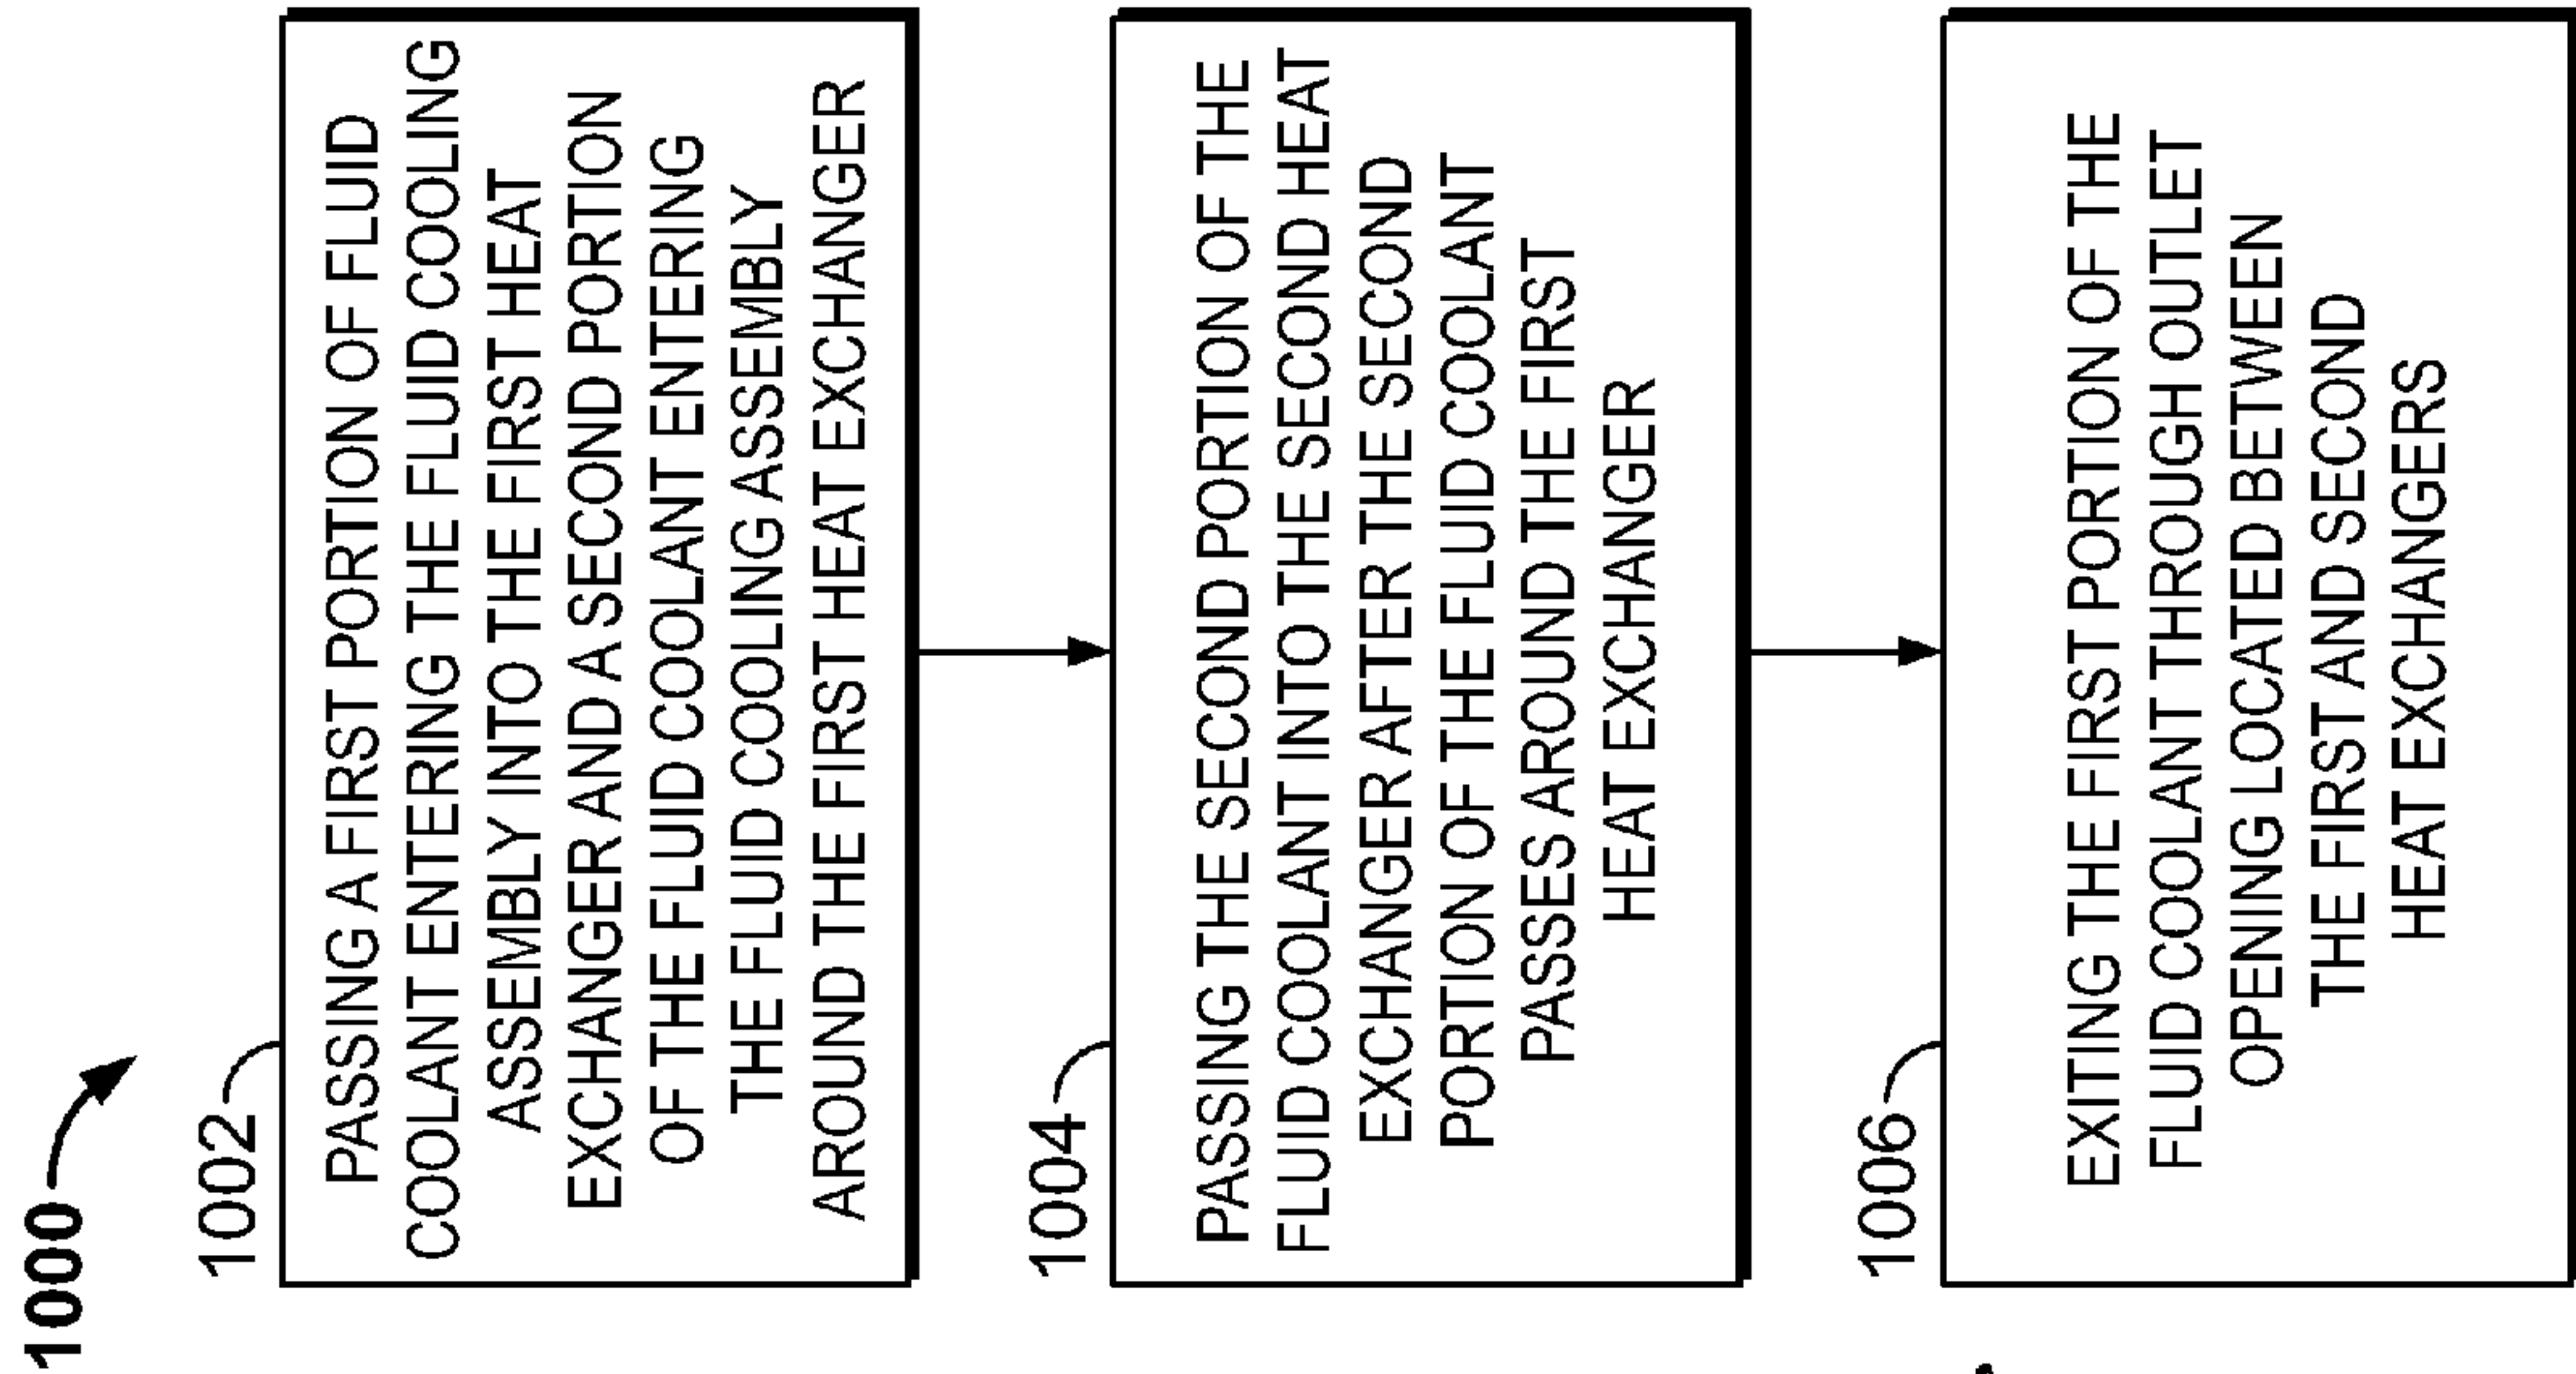 1000
1002
PASSING A FIRST PORTION OF FLUID
COOLANT ENTERING THE FLUID COOLING
ASSEMBLY INTO THE FIRST HEAT
EXCHANGER AND A SECOND PORTION
OF THE FLUID COOLANT ENTERING
THE FLUID COOLING ASSEMBLY
AROUND THE FIRST HEAT EXCHANGER
1004
PASSING THE SECOND PORTION OF THE
FLUID COOLANT INTO THE SECOND HEAT
EXCHANGER AFTER THE SECOND
PORTION OF THE FLUID COOLANT
PASSES AROUND THE FIRST
HEAT EXCHANGER
1006
EXITING THE FIRST PORTION OF THE
FLUID COOLANT THROUGH OUTLET
OPENING LOCATED BETWEEN
THE FIRST AND SECOND
HEAT EXCHANGERS